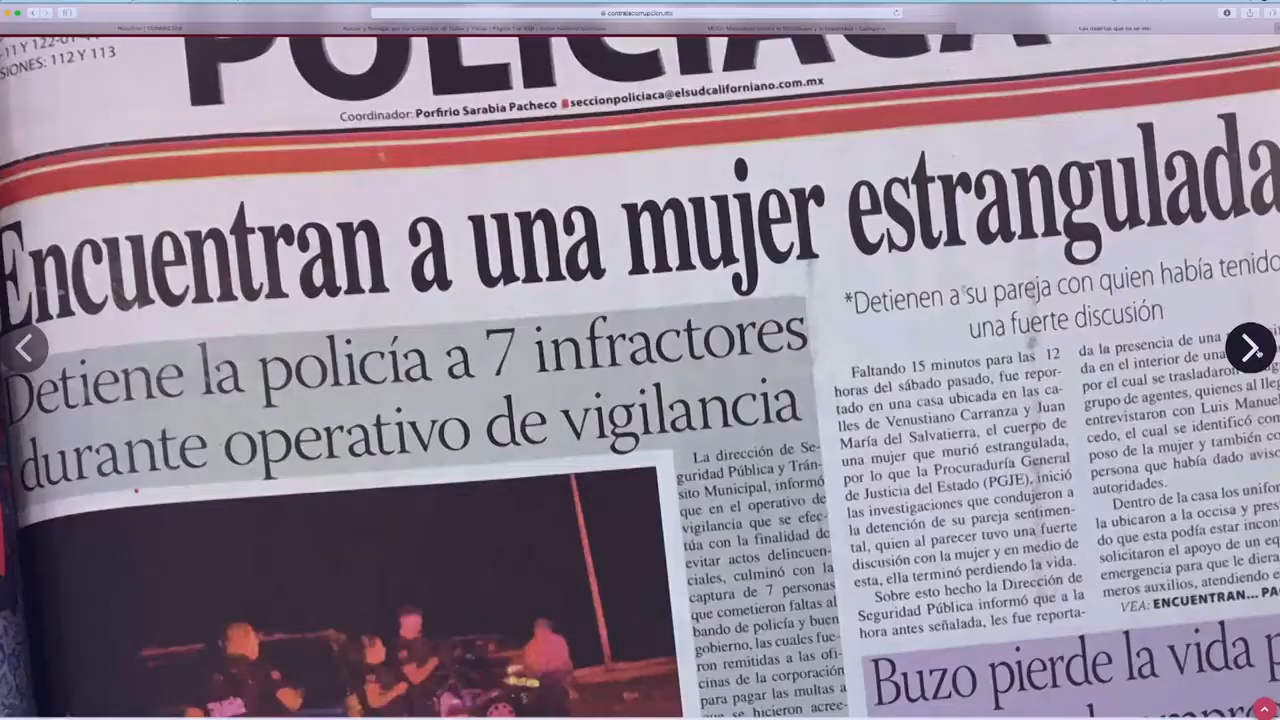 contralacorrupcion.mx
-11 Y 122-01
SIONES: 112 Y 113
POLICIACA
Coordinador: Porfirio Sarabia Pacheco seccionpoliciaca@elsudcaliforniano.com.mx
Encuentran a una mujer estrangulada
Detiene la policía a 7 infractores
durante operativo de vigilancia
*Detienen a su pareja con quien había tenido
una fuerte discusión
La dirección de Se-
guridad Pública y Trán-
sito Municipal, informó
que en el operativo de
vigilancia que se efec-
túa con la finalidad de
evitar actos delincuen-
ciales, culminó con la
captura de 7 personas
que cometieron faltas al
bando de policía y buen
gobierno, las cuales fue-
ron remitidas a las ofi-
cinas de la corporación
para pagar las multas a
que se hicieron acree-
Faltando 15 minutos para las 12
horas del sábado pasado, fue repor-
tado en una casa ubicada en las ca-
lles de Venustiano Carranza y Juan
María del Salvatierra, el cuerpo de
una mujer que murió estrangulada,
por lo que la Procuraduría General
de Justicia del Estado (PGJE), inició
las investigaciones que condujeron a
la detención de su pareja sentimen-
tal, quien al parecer tuvo una fuerte
discusión con la mujer y en medio de
esta, ella terminó perdiendo la vida.
Sobre este hecho la Dirección de
Seguridad Pública informó que a la
hora antes señalada, les fue reporta-
da la presencia de una
da en el interior de una
por el cual se trasladaron
grupo de agentes, quienes al lle
entrevistaron con Luis Manuel
cedo, el cual se identificó com
poso de la mujer y también co
persona que había dado aviso
autoridades.
Dentro de la casa los unifor
la ubicaron a la occisa y pres
do que esta podía estar incon
solicitaron el apoyo de un eq
emergencia para que le diera
meros auxilios, atendiendo e
VEA: ENCUENTRAN... PA
Buzo pierde la vida p